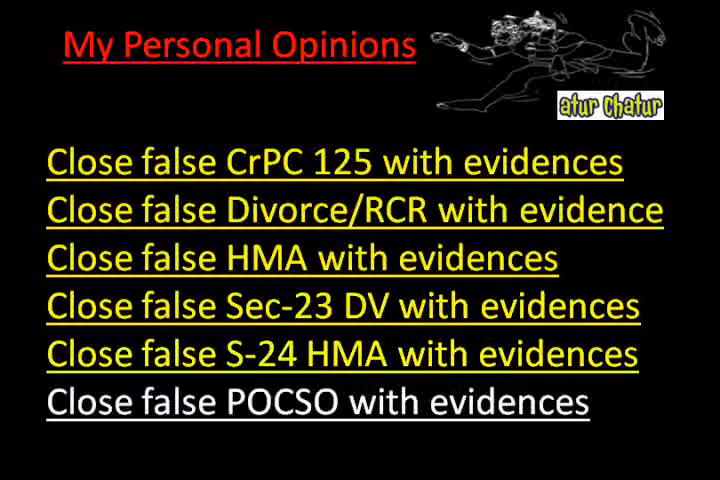 My Personal Opinions
atur Chatur
Close false CrPC 125 with evidences
Close false Divorce/RCR with evidence
Close false HMA with evidences
Close false Sec-23 DV with evidences
Close false S-24 HMA with evidences
Close false POCSO with evidences